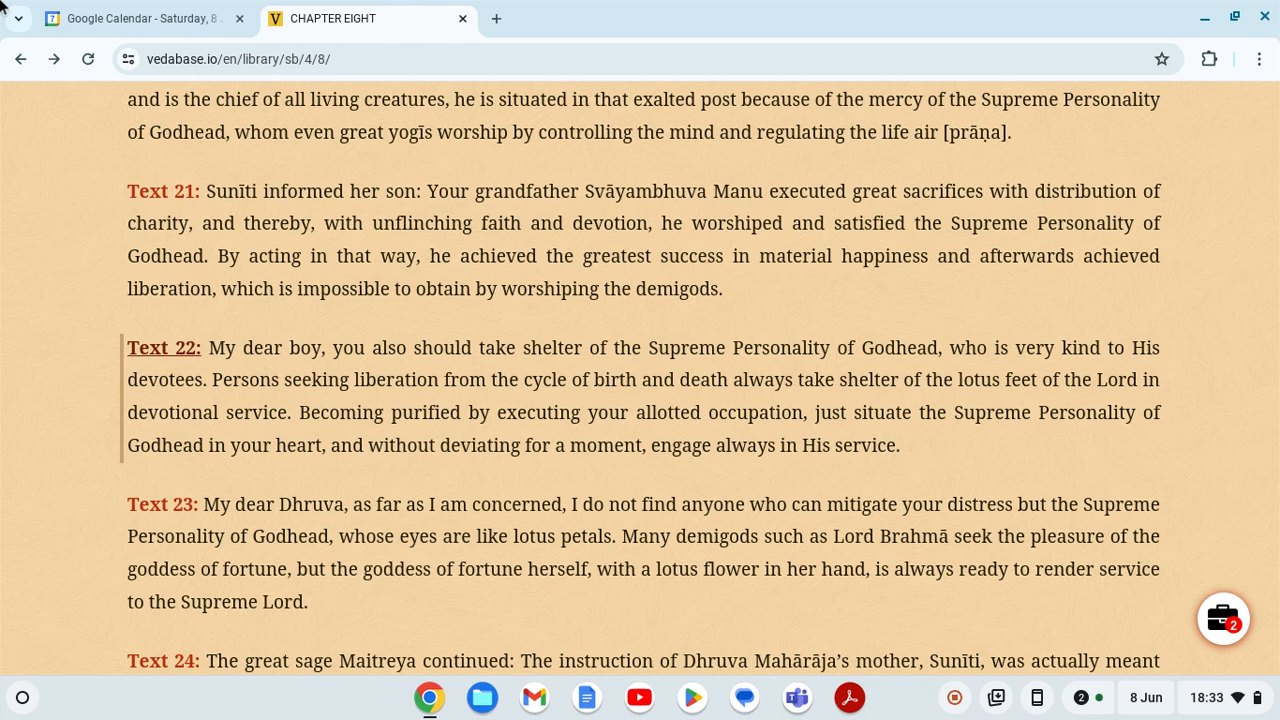 Google Calendar - Saturday, 8
CHAPTER EIGHT
vedabase.io/en/library/sb/4/8/
and is the chief of all living creatures, he is situated in that exalted post because of the mercy of the Supreme Personality
of Godhead, whom even great yogīs worship by controlling the mind and regulating the life air [prāṇa].
Text 21: Sunīti informed her son: Your grandfather Svāyambhuva Manu executed great sacrifices with distribution of
charity, and thereby, with unflinching faith and devotion, he worshiped and satisfied the Supreme Personality of
Godhead. By acting in that way, he achieved the greatest success in material happiness and afterwards achieved
liberation, which is impossible to obtain by worshiping the demigods.
Text 22: My dear boy, you also should take shelter of the Supreme Personality of Godhead, who is very kind to His
devotees. Persons seeking liberation from the cycle of birth and death always take shelter of the lotus feet of the Lord in
devotional service. Becoming purified by executing your allotted occupation, just situate the Supreme Personality of
Godhead in your heart, and without deviating for a moment, engage always in His service.
Text 23: My dear Dhruva, as far as I am concerned, I do not find anyone who can mitigate your distress but the Supreme
Personality of Godhead, whose eyes are like lotus petals. Many demigods such as Lord Brahmā seek the pleasure of the
goddess of fortune, but the goddess of fortune herself, with a lotus flower in her hand, is always ready to render service
to the Supreme Lord.
2
Text 24: The great sage Maitreya continued: The instruction of Dhruva Mahārāja’s mother, Sunīti, was actually meant
2
8 Jun
18:33